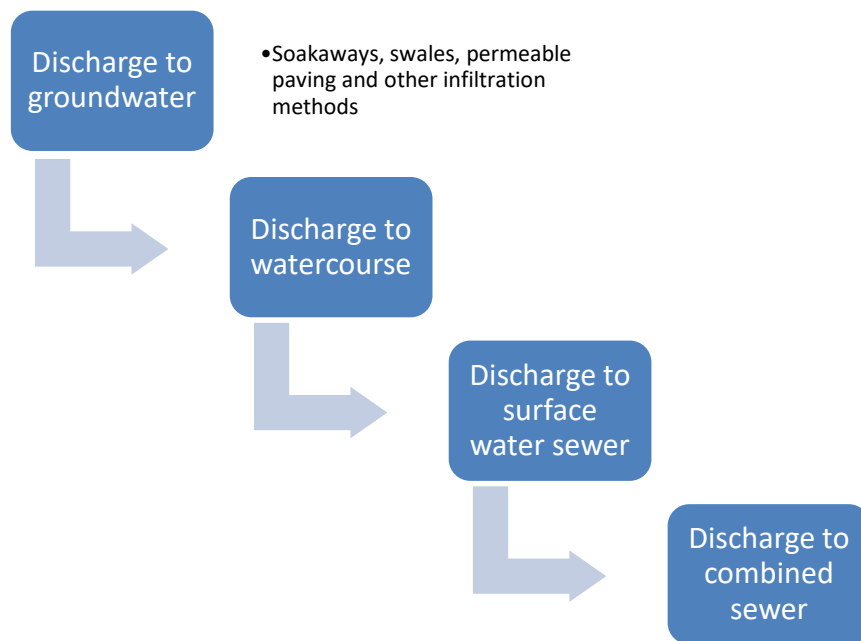 Discharge to
groundwater
•Soakaways, swales, permeable
paving and other infiltration
methods
Discharge to
watercourse
Discharge to
surface
water sewer
Discharge to
combined
sewer